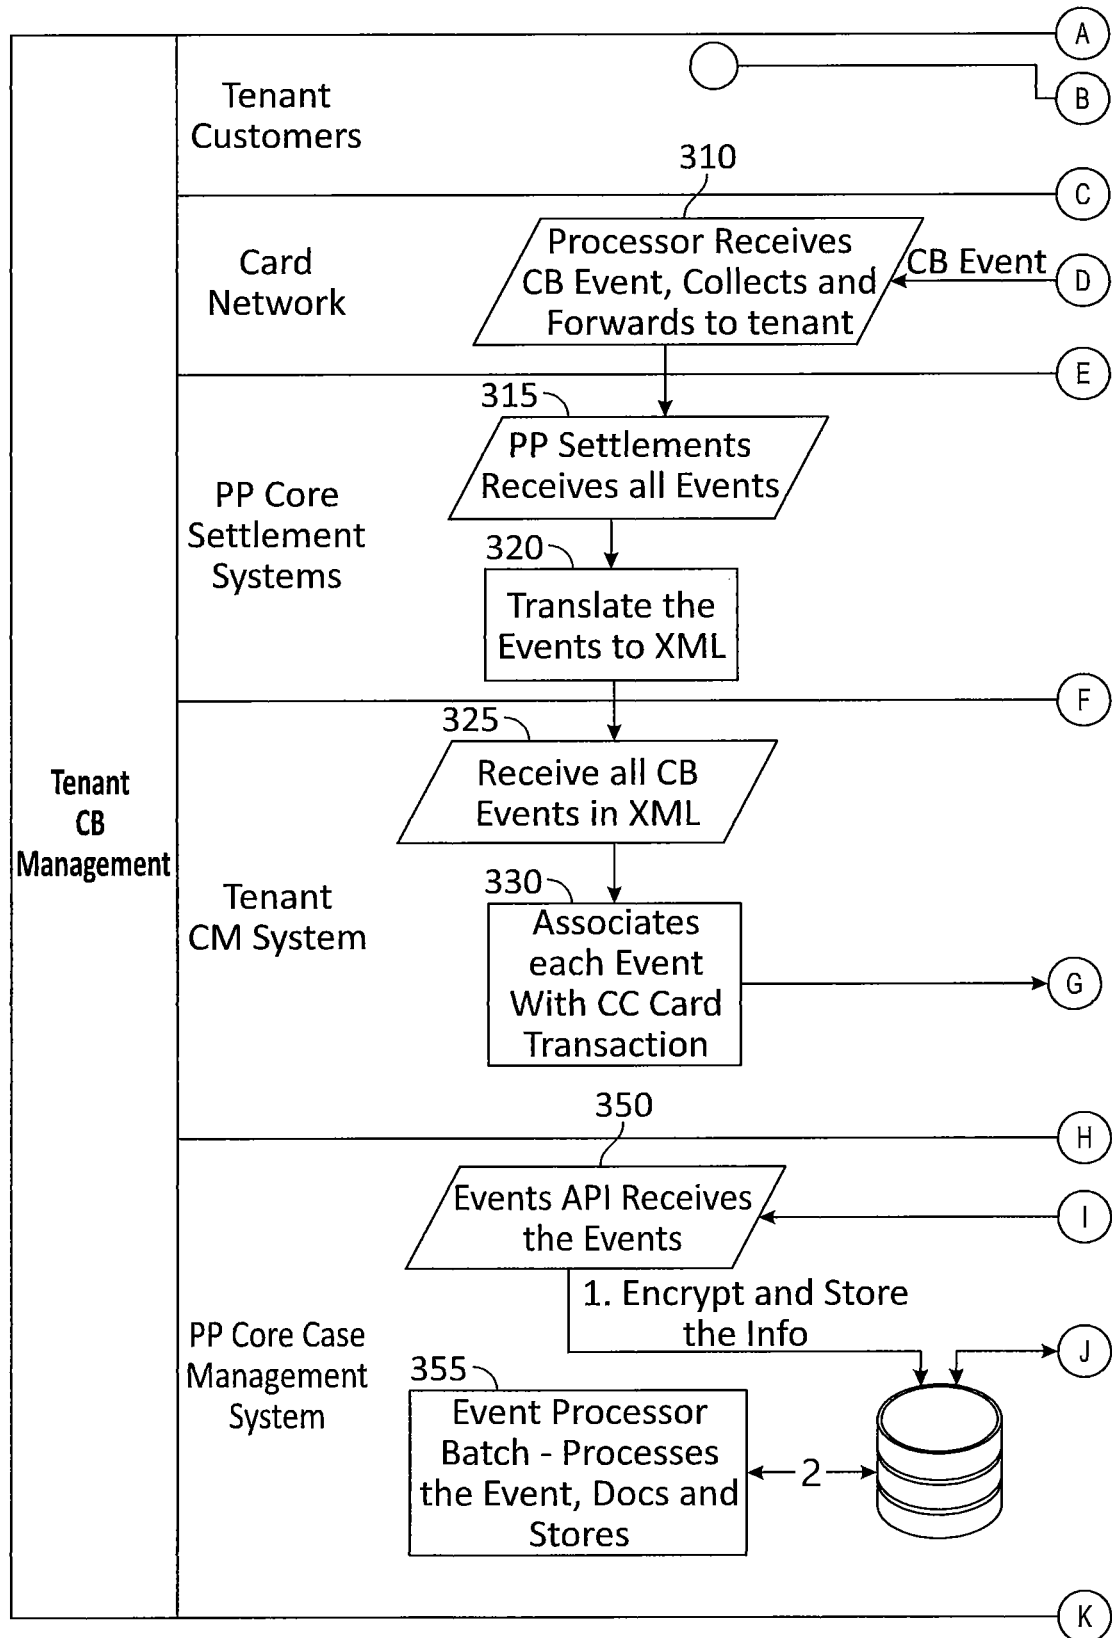 A
B
Tenant
Customers
310
C
Processor Receives
CB Event, Collects and
Forwards to tenant
CB Event
D
Card
Network
E
315
PP Settlements
Receives all Events
PP Core
Settlement
Systems
320
Translate the
Events to XML
F
325
Receive all CB
Events in XML
Tenant
CB
Management
330
Tenant
CM System
Associates
each Event
With CC Card
Transaction
G
350
H
Events API Receives
the Events
I
1. Encrypt and Store
the Info
J
PP Core Case
Management
System
355
Event Processor
Batch - Processes
the Event, Docs and
Stores
2
K